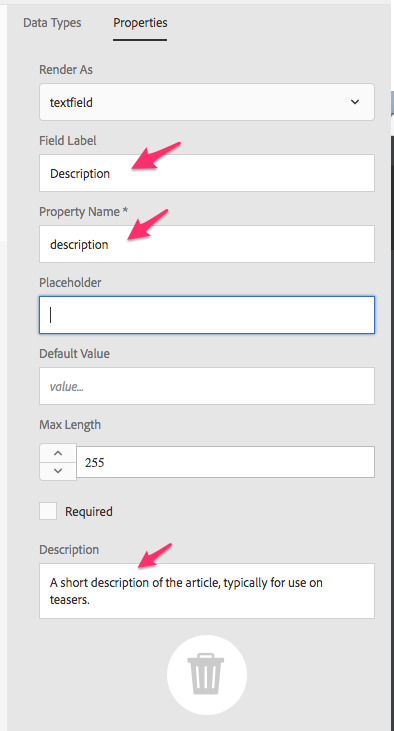 Data Types Properties
Render As
textfield
Field Label
Description
Property Name *
description
Placeholder
Default Value
value...
Max Length
255
Required
Description
A short description of the article, typically for use on
teasers.